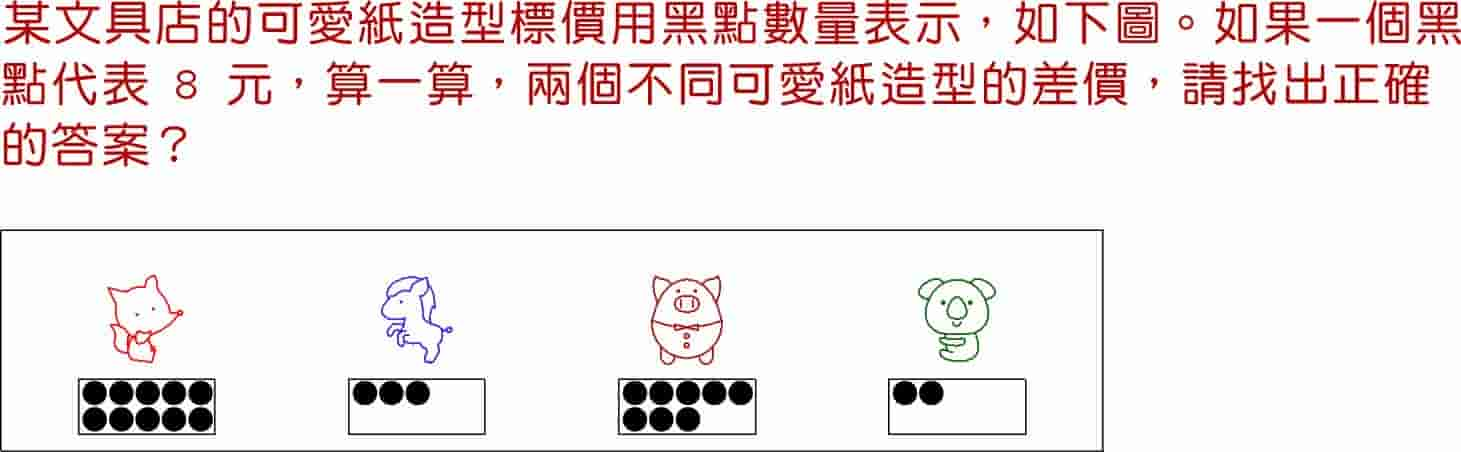 某文具店的可愛紙造型標價用黑點數量表示，如下圖。如果一個黑
點代表 8 元，算一算，兩個不同可愛紙造型的差價，請找出正確
的答案？